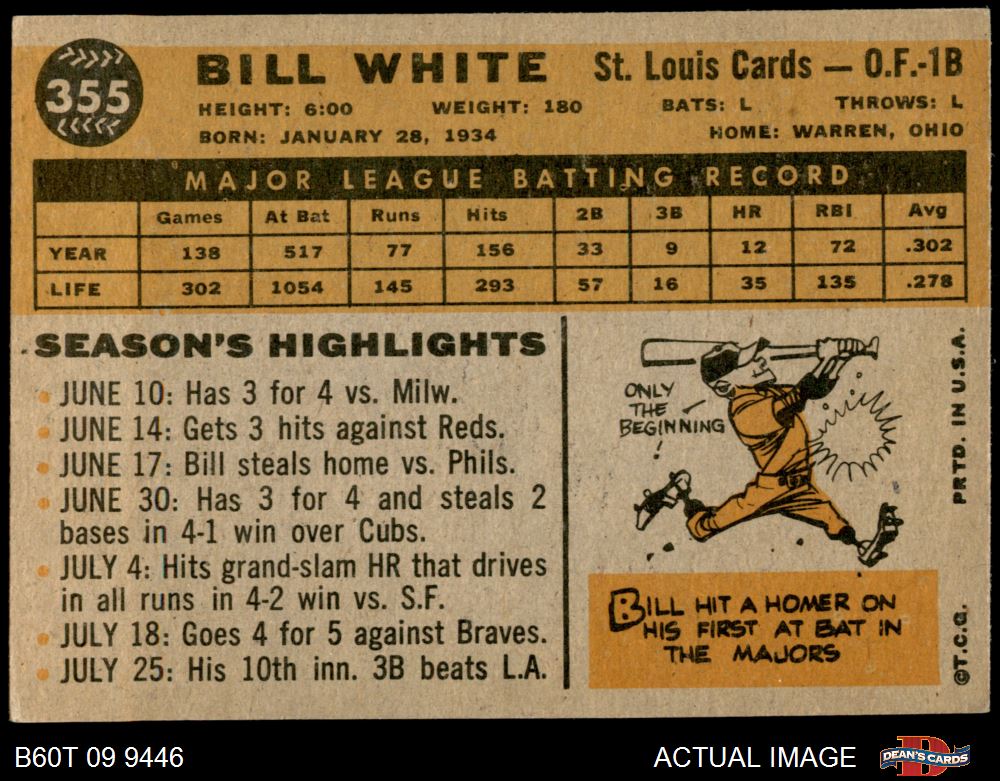 355
BILL WHITE St. Louis Cards — O.F.-1B
HEIGHT: 6:00 WEIGHT: 180 BATS: L THROWS: L
BORN: JANUARY 28, 1934 HOME: WARREN, OHIO
MAJOR LEAGUE BATTING RECORD
Games At Bat Runs Hits 2B 3B HR RBI Avg
YEAR 138 517 77 156 33 9 12 72 .302
LIFE 302 1054 145 293 57 16 35 135 .278
SEASON'S HIGHLIGHTS
• JUNE 10: Has 3 for 4 vs. Milw.
• JUNE 14: Gets 3 hits against Reds.
• JUNE 17: Bill steals home vs. Phils.
• JUNE 30: Has 3 for 4 and steals 2
bases in 4-1 win over Cubs.
• JULY 4: Hits grand-slam HR that drives
in all runs in 4-2 win vs. S.F.
• JULY 18: Goes 4 for 5 against Braves.
• JULY 25: His 10th inn. 3B beats L.A.
ONLY
THE
BEGINNING
!
BILL HIT A HOMER ON
HIS FIRST AT BAT IN
THE MAJORS
©T.C.G. PRTD. IN U.S.A.
B60T 09 9446 ACTUAL IMAGE DEAN'S CARDS